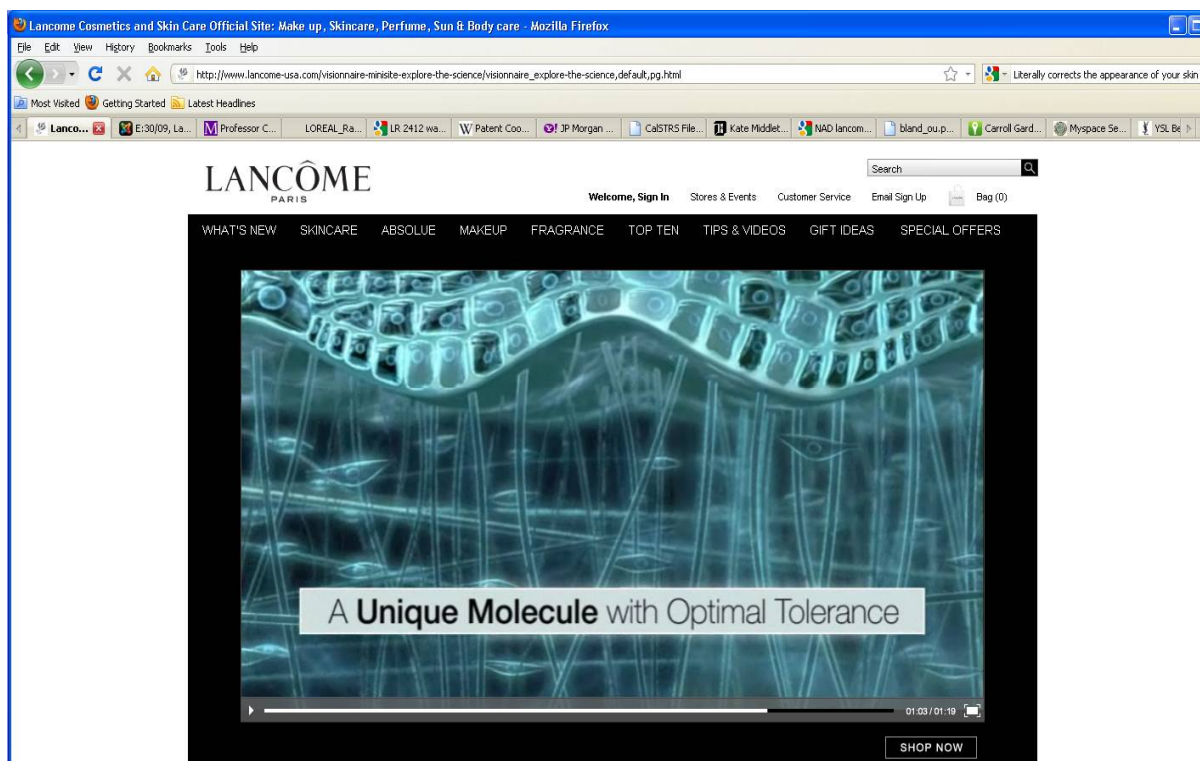 Lancome Cosmetics and Skin Care Official Site: Make up, Skincare, Perfume, Sun & Body care - Mozilla Firefox
File Edit View History Bookmarks Tools Help
http://www.lancome-usa.com/visionnaire-minisite-explore-the-science/visionnaire_explore-the-science,default,pg.html Literally corrects the appearance of your skin
Most Visited Getting Started Latest Headlines
Lanco... E:30/09, La... Professor C... LOREAL_Ra... LR 2412 wa... Patent Coo... JP Morgan ... CalSTRS File... Kate Middlet... NAD lancom... bland_ou.p... Carroll Gard... Myspace Se... YSL Be
LANCÔME
PARIS
Search
Welcome, Sign In Stores & Events Customer Service Email Sign Up Bag (0)
WHAT'S NEW SKINCARE ABSOLUE MAKEUP FRAGRANCE TOP TEN TIPS & VIDEOS GIFT IDEAS SPECIAL OFFERS
A Unique Molecule with Optimal Tolerance
01:03 / 01:19
SHOP NOW